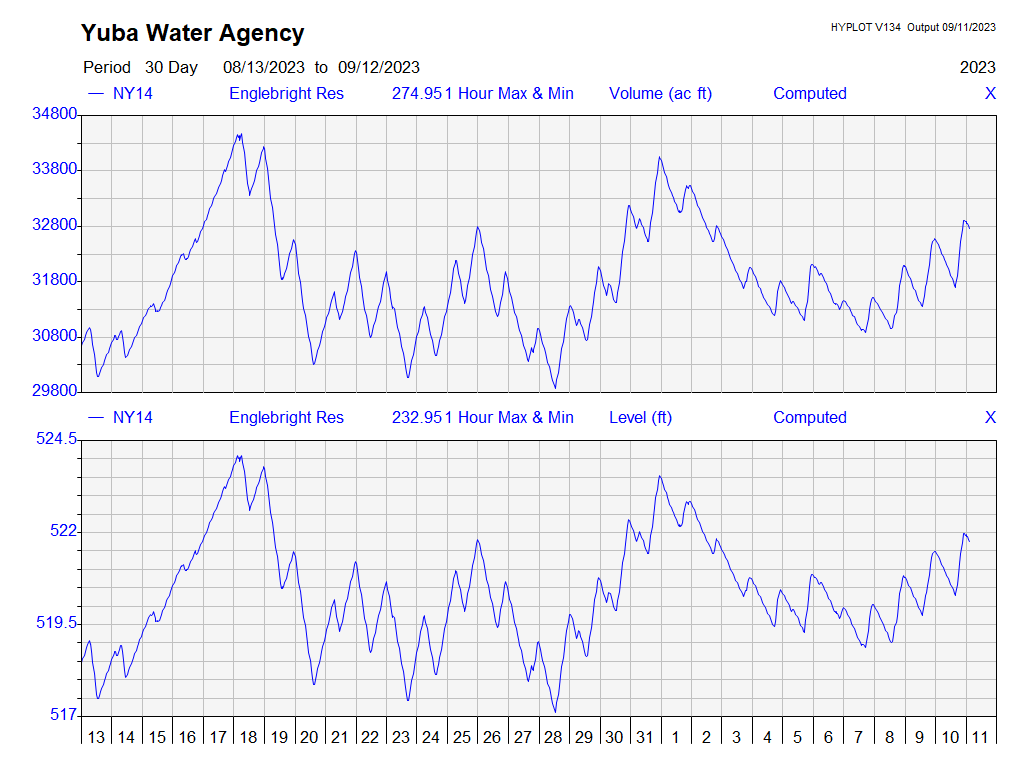 Yuba Water Agency
HYPLOT V134 Output 09/11/2023
Period 30 Day 08/13/2023 to 09/12/2023 2023
NY14 Englebright Res 274.951 Hour Max & Min Volume (ac ft) Computed X
34800
33800
32800
31800
30800
29800
NY14 Englebright Res 232.951 Hour Max & Min Level (ft) Computed X
524.5
522
519.5
517
13 14 15 16 17 18 19 20 21 22 23 24 25 26 27 28 29 30 31 1 2 3 4 5 6 7 8 9 10 11